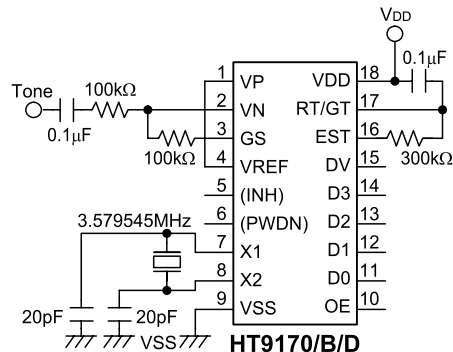 VDD
0.1μF
Tone
100kΩ
0.1μF
100kΩ
1 VP
2 VN
3 GS
4 VREF
5 (INH)
6 (PWDN)
7 X1
8 X2
9 VSS
VDD 18
RT/GT 17
EST 16
DV 15
D3 14
D2 13
D1 12
D0 11
OE 10
300kΩ
3.579545MHz
20pF
20pF
VSS
HT9170/B/D